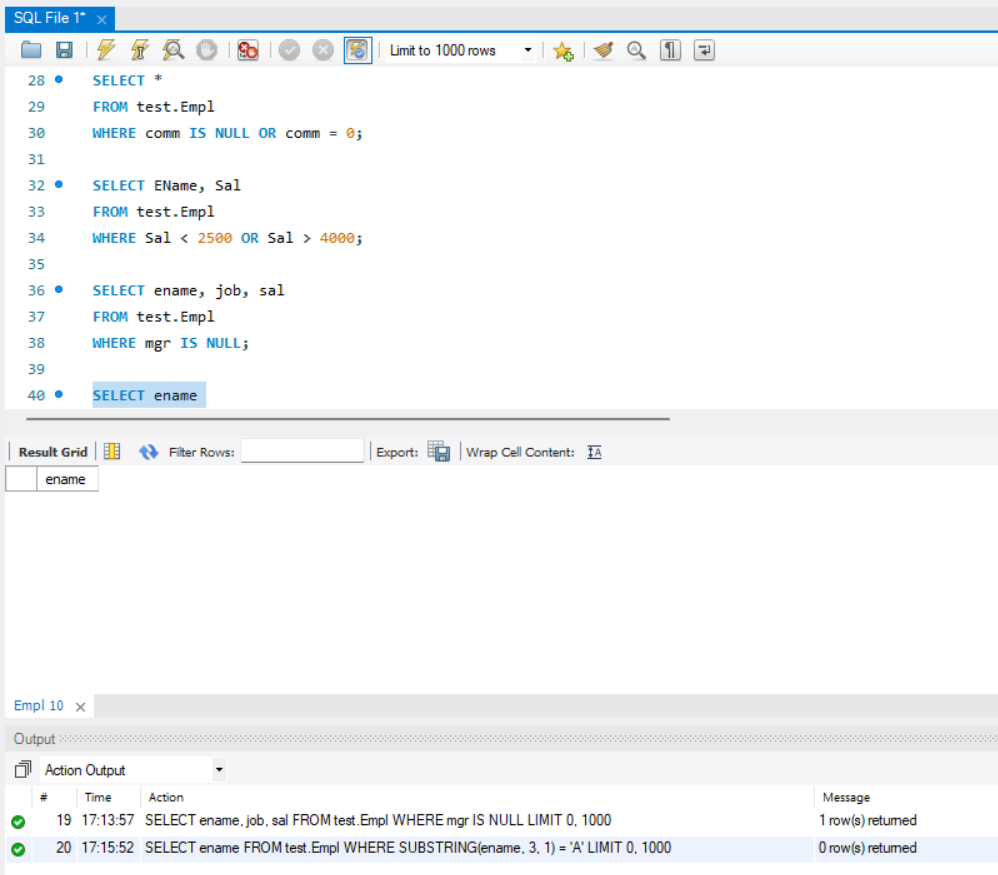 SQL File 1* ×
Limit to 1000 rows
28 SELECT *
29 FROM test.Empl
30 WHERE comm IS NULL OR comm = 0;
31
32 SELECT EName, Sal
33 FROM test.Empl
34 WHERE Sal < 2500 OR Sal > 4000;
35
36 SELECT ename, job, sal
37 FROM test.Empl
38 WHERE mgr IS NULL;
39
40 SELECT ename
Result Grid Filter Rows: Export: Wrap Cell Content:
ename
Empl 10 ×
Output
Action Output
# Time Action Message
19 17:13:57 SELECT ename, job, sal FROM test.Empl WHERE mgr IS NULL LIMIT 0, 1000 1 row(s) returned
20 17:15:52 SELECT ename FROM test.Empl WHERE SUBSTRING(ename, 3, 1) = 'A' LIMIT 0, 1000 0 row(s) returned